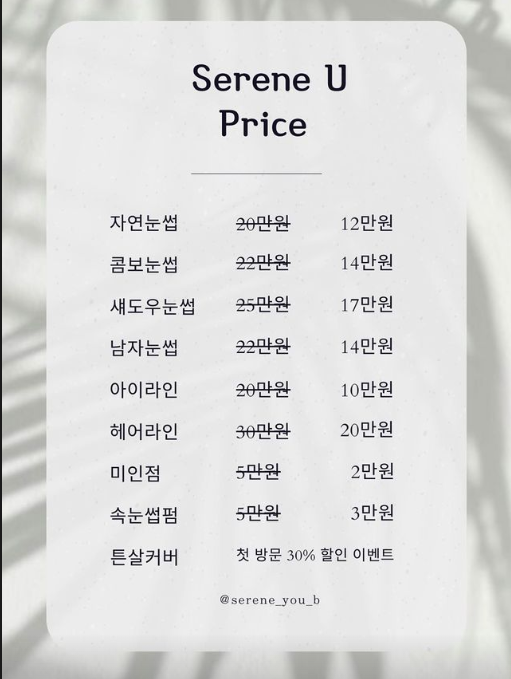 Serene U
Price
자연눈썹 20만원 12만원
콤보눈썹 22만원 14만원
섀도우눈썹 25만원 17만원
남자눈썹 22만원 14만원
아이라인 20만원 10만원
헤어라인 30만원 20만원
미인점 5만원 2만원
속눈썹펌 5만원 3만원
튼살커버 첫 방문 30% 할인 이벤트
@serene_you_b